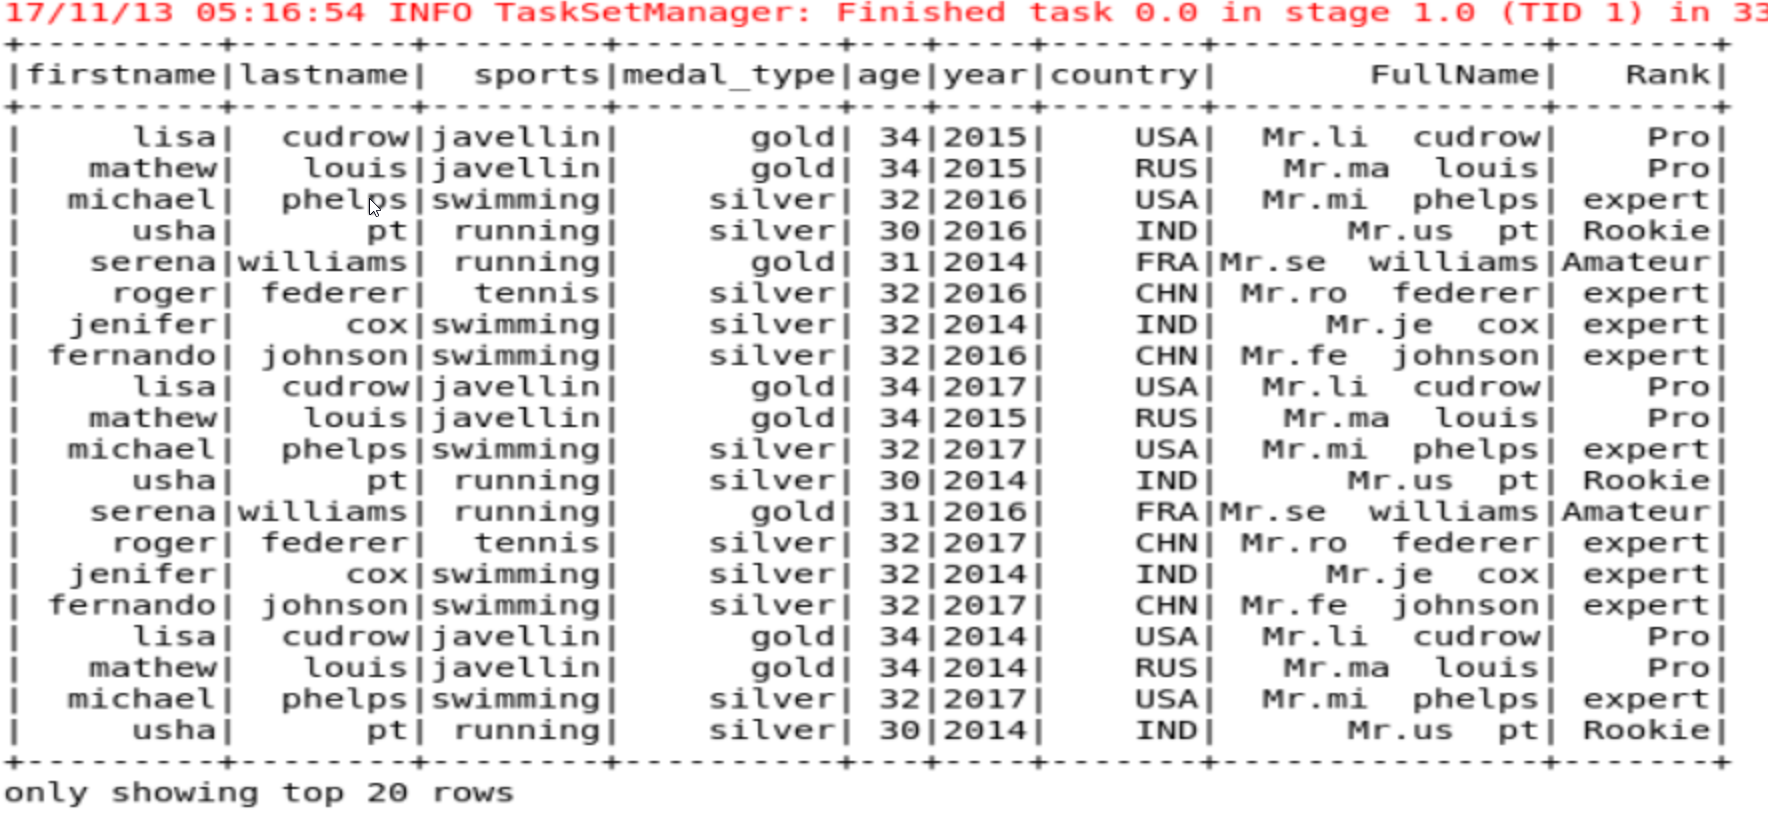 17/11/13 05:16:54 INFO TaskSetManager: Finished task 0.0 in stage 1.0 (TID 1) in 33
+---------+--------+--------+----------+---+----+-------+---------------+-------+
|firstname|lastname|  sports|medal_type|age|year|country|       FullName|   Rank|
+---------+--------+--------+----------+---+----+-------+---------------+-------+
|     lisa|  cudrow|javellin|      gold| 34|2015|    USA|  Mr.li  cudrow|    Pro|
|   mathew|   louis|javellin|      gold| 34|2015|    RUS|   Mr.ma  louis|    Pro|
|  michael|  phelps|swimming|    silver| 32|2016|    USA|  Mr.mi  phelps| expert|
|     usha|      pt| running|    silver| 30|2016|    IND|      Mr.us  pt| Rookie|
|   serena|williams| running|      gold| 31|2014|    FRA|Mr.se  williams|Amateur|
|    roger| federer|  tennis|    silver| 32|2016|    CHN| Mr.ro  federer| expert|
|  jenifer|     cox|swimming|    silver| 32|2014|    IND|     Mr.je  cox| expert|
| fernando| johnson|swimming|    silver| 32|2016|    CHN| Mr.fe  johnson| expert|
|     lisa|  cudrow|javellin|      gold| 34|2017|    USA|  Mr.li  cudrow|    Pro|
|   mathew|   louis|javellin|      gold| 34|2015|    RUS|   Mr.ma  louis|    Pro|
|  michael|  phelps|swimming|    silver| 32|2017|    USA|  Mr.mi  phelps| expert|
|     usha|      pt| running|    silver| 30|2014|    IND|      Mr.us  pt| Rookie|
|   serena|williams| running|      gold| 31|2016|    FRA|Mr.se  williams|Amateur|
|    roger| federer|  tennis|    silver| 32|2017|    CHN| Mr.ro  federer| expert|
|  jenifer|     cox|swimming|    silver| 32|2014|    IND|     Mr.je  cox| expert|
| fernando| johnson|swimming|    silver| 32|2017|    CHN| Mr.fe  johnson| expert|
|     lisa|  cudrow|javellin|      gold| 34|2014|    USA|  Mr.li  cudrow|    Pro|
|   mathew|   louis|javellin|      gold| 34|2014|    RUS|   Mr.ma  louis|    Pro|
|  michael|  phelps|swimming|    silver| 32|2017|    USA|  Mr.mi  phelps| expert|
|     usha|      pt| running|    silver| 30|2014|    IND|      Mr.us  pt| Rookie|
+---------+--------+--------+----------+---+----+-------+---------------+-------+
only showing top 20 rows